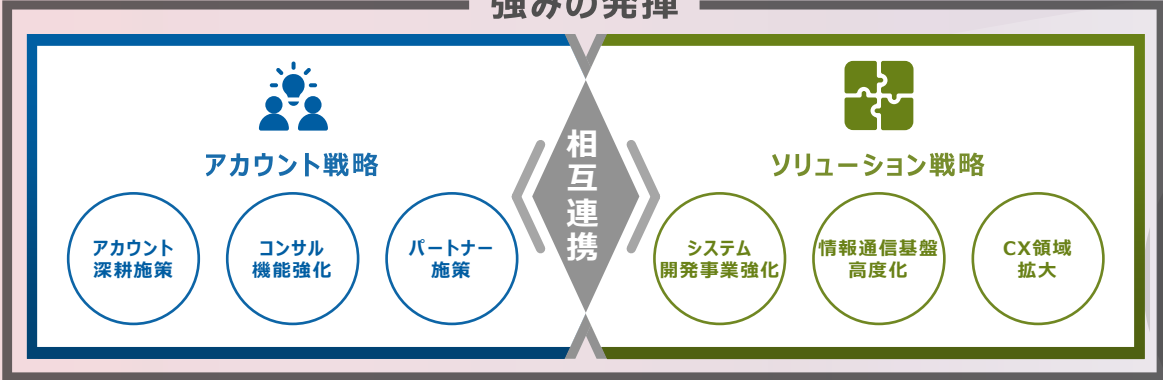 強みの発揮
アカウント戦略
アカウント
深耕施策
コンサル
機能強化
パートナー
施策
相互連携
ソリューション戦略
システム
開発事業強化
情報通信基盤
高度化
CX領域
拡大